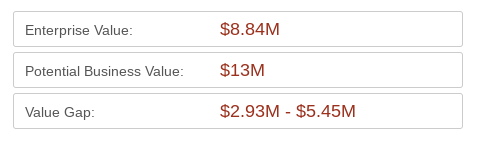 Enterprise Value: $8.84M
Potential Business Value: $13M
Value Gap: $2.93M - $5.45M